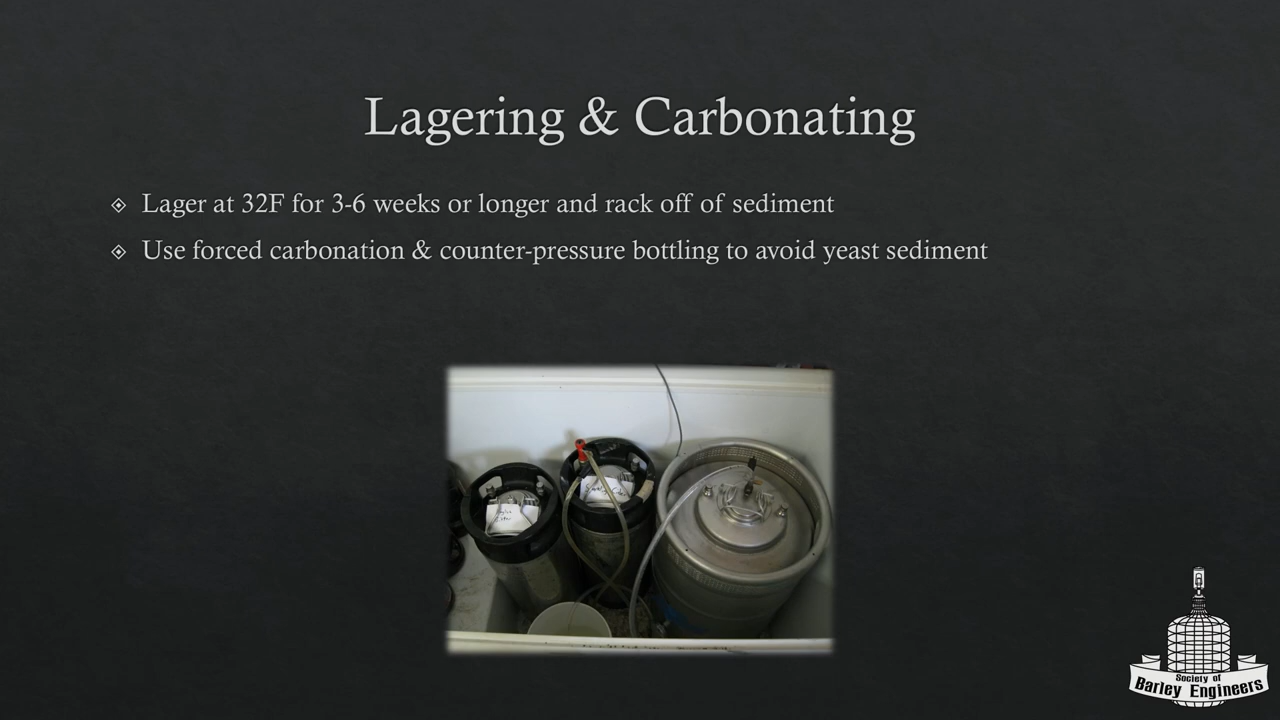 Lagering & Carbonating
Lager at 32F for 3-6 weeks or longer and rack off of sediment
Use forced carbonation & counter-pressure bottling to avoid yeast sediment
Society of
Barley Engineers